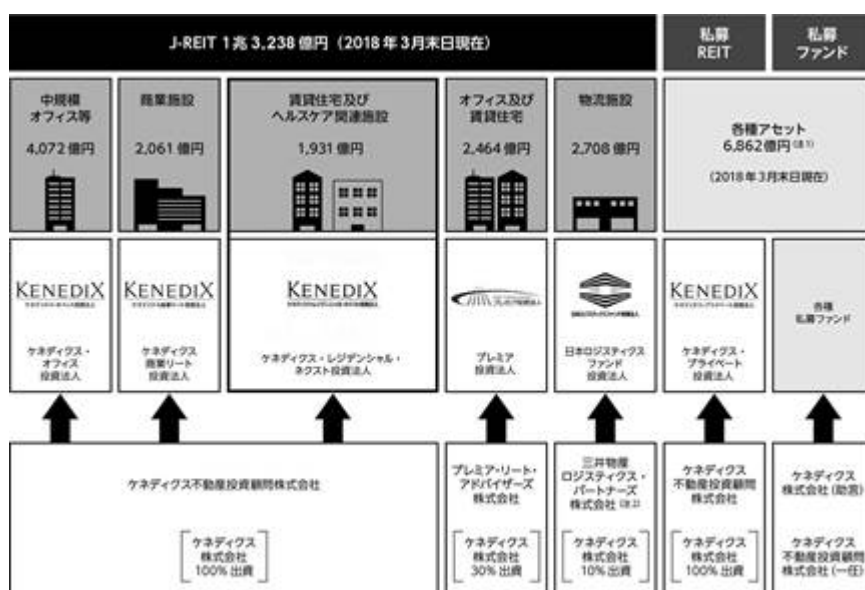 J-REIT 1兆3,238億円（2018年3月末日現在）
私募
REIT
私募
ファンド
中規模
オフィス等
4,072億円
商業施設
2,061億円
賃貸住宅及び
ヘルスケア関連施設
1,931億円
オフィス及び
賃貸住宅
2,464億円
物流施設
2,708億円
各種アセット
6,862億円(注1)
（2018年3月末日現在）
KENEDIX
ケネディクス・
オフィス
投資法人
KENEDIX
ケネディクス
商業リート
投資法人
KENEDIX
ケネディクス・レジデンシャル・
ネクスト投資法人
プレミア
投資法人
日本ロジスティクス
ファンド
投資法人
KENEDIX
ケネディクス・
プライベート
投資法人
各種
私募ファンド
ケネディクス不動産投資顧問株式会社
ケネディクス
株式会社
100%出資
プレミア・リート・
アドバイザーズ
株式会社
ケネディクス
株式会社
30%出資
三井物産
ロジスティクス・
パートナーズ
株式会社(注2)
ケネディクス
株式会社
10%出資
ケネディクス
不動産投資顧問
株式会社
ケネディクス
株式会社
100%出資
ケネディクス
株式会社(助言)
ケネディクス
不動産投資顧問
株式会社(一任)